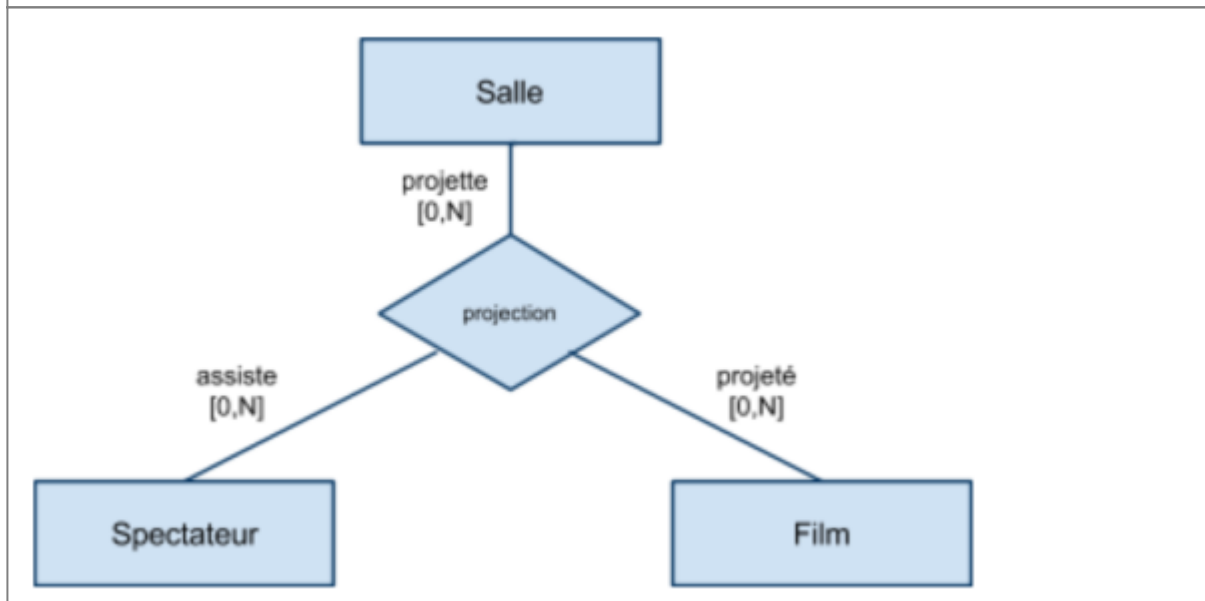 Salle
projette
[0,N]
projection
assiste
[0,N]
projeté
[0,N]
Spectateur
Film